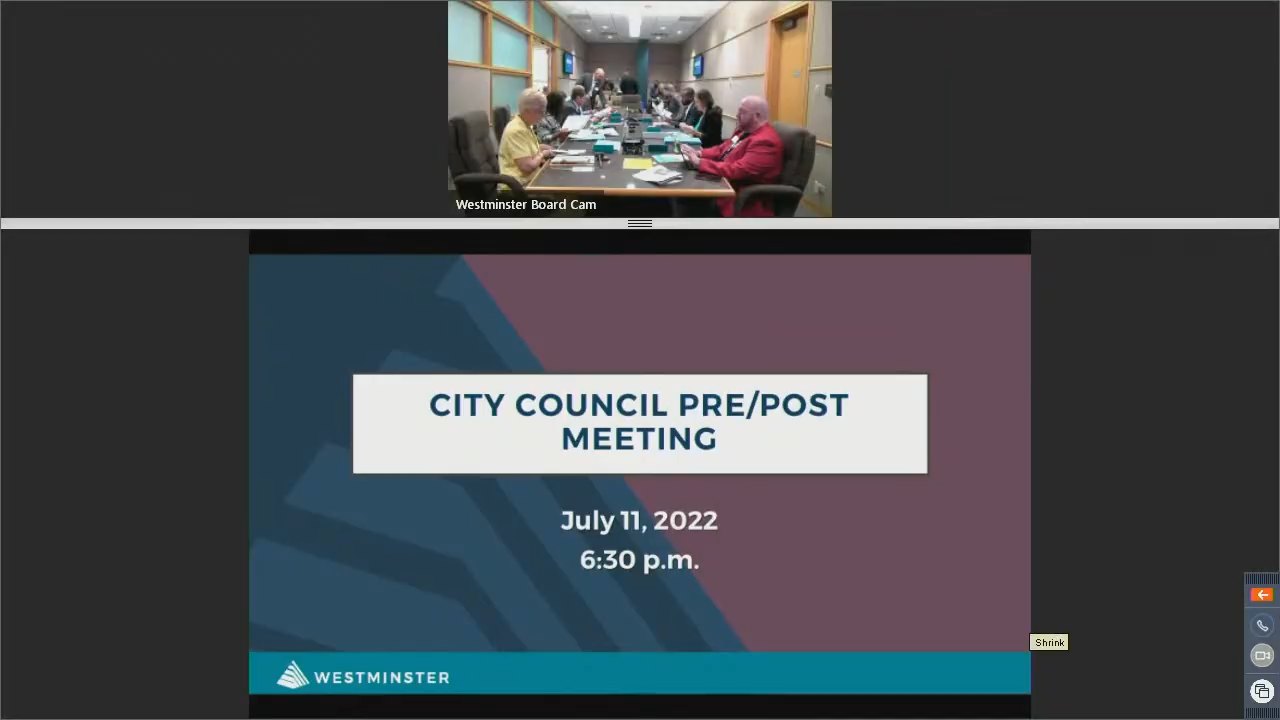 Westminster Board Cam
CITY COUNCIL PRE/POST
MEETING
July 11, 2022
6:30 p.m.
Shrink
WESTMINSTER